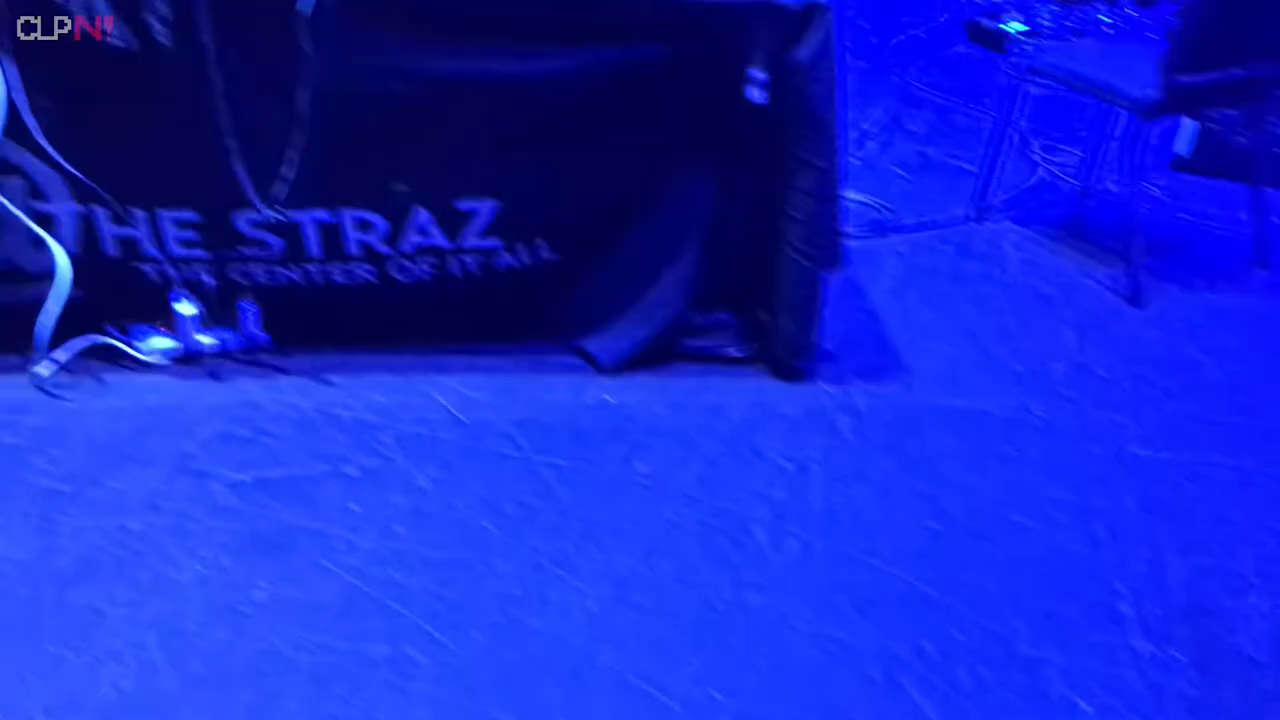 CLPN!
THE STRAZ
THE CENTER OF IT ALL